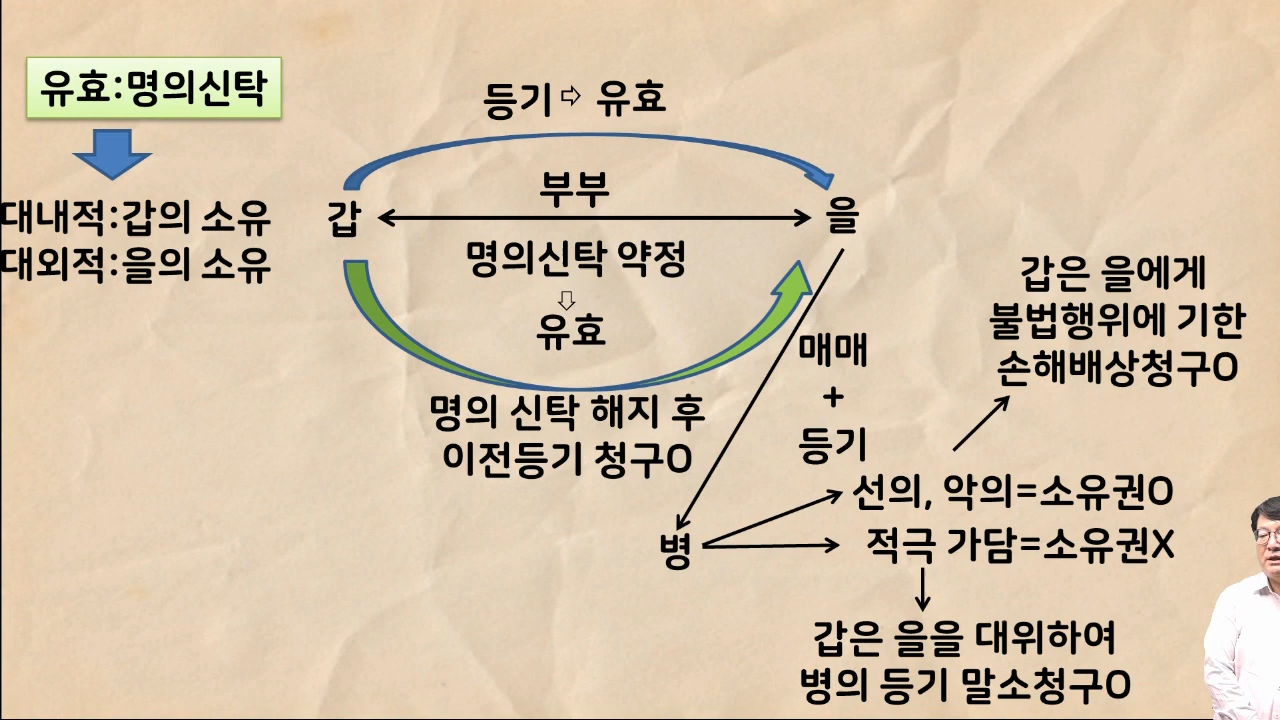 유효:명의신탁
대내적:갑의 소유
대외적:을의 소유
등기⇨ 유효
부부
갑
을
명의신탁 약정
⇩
유효
명의 신탁 해지 후
이전등기 청구O
매매
+
등기
갑은 을에게
불법행위에 기한
손해배상청구O
선의, 악의=소유권O
병
적극 가담=소유권X
갑은 을을 대위하여
병의 등기 말소청구O